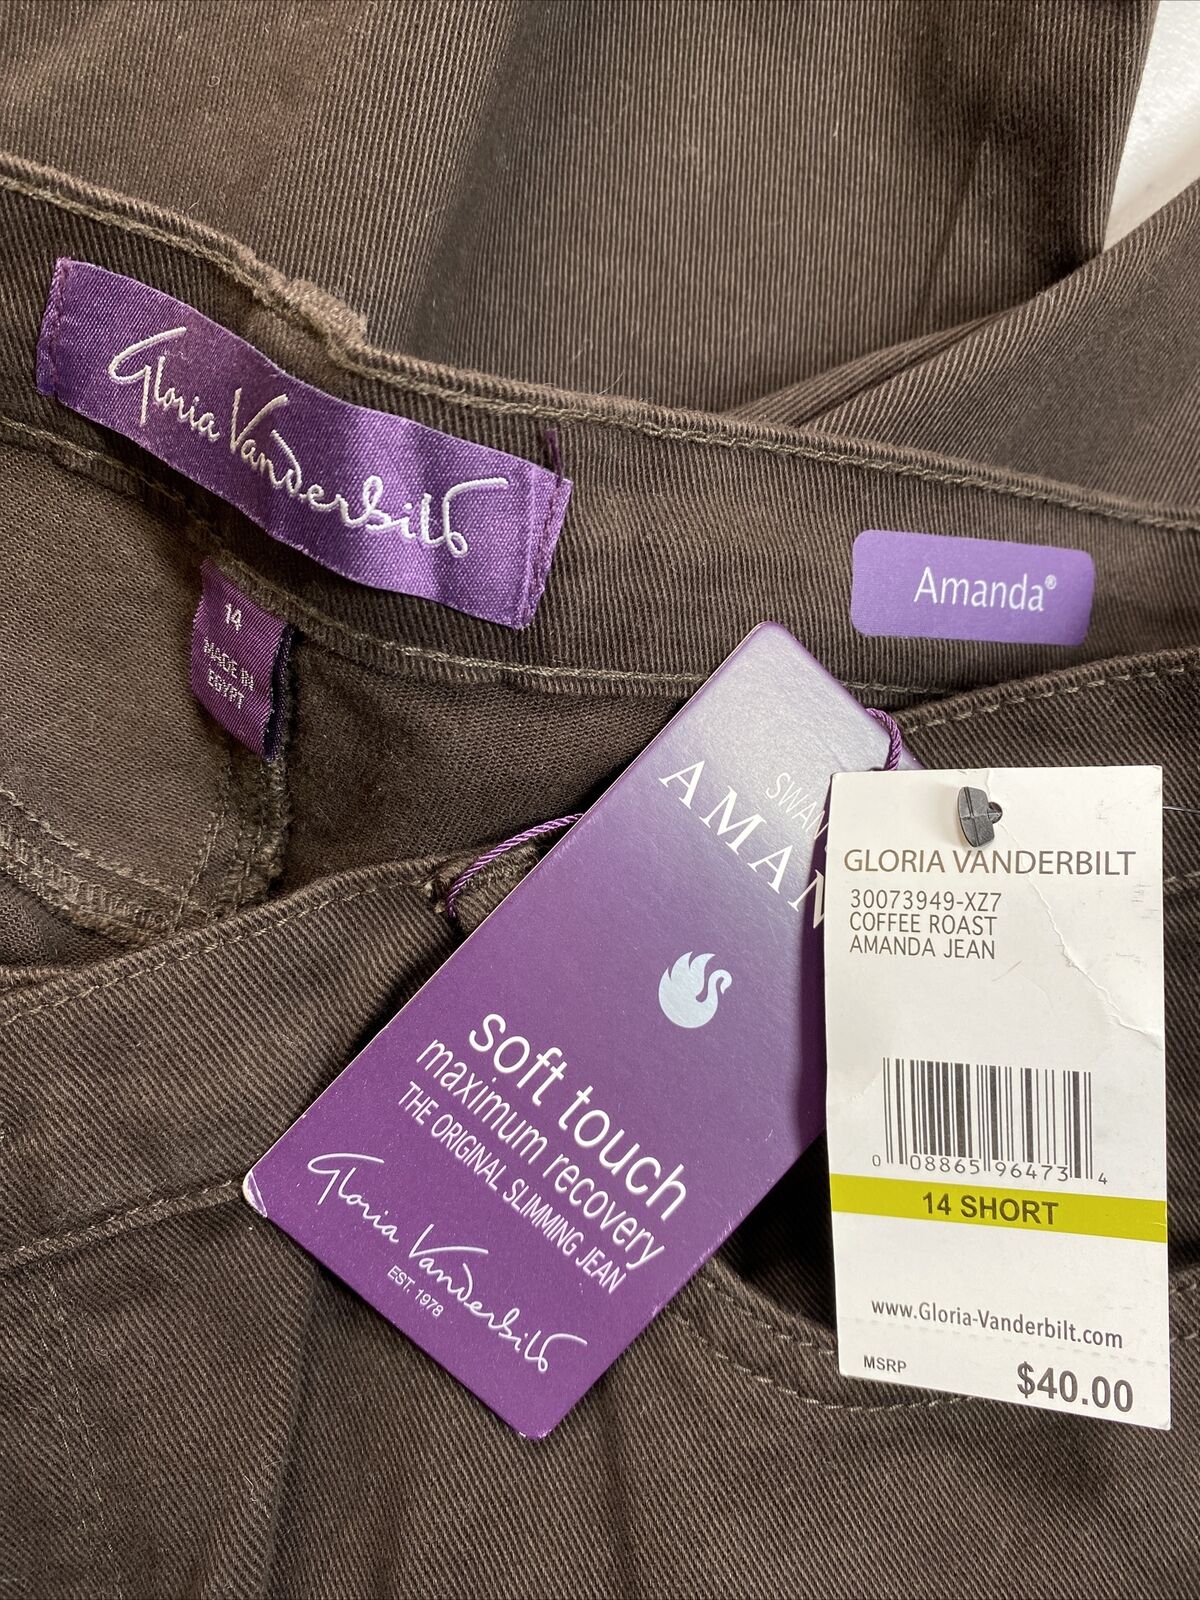 Gloria Vanderbilt
14
MADE IN
EGYPT
Amanda®
SWAN
AMAN
soft touch
maximum recovery
THE ORIGINAL SLIMMING JEAN
Gloria Vanderbilt
EST. 1978
GLORIA VANDERBILT
30073949-XZ7
COFFEE ROAST
AMANDA JEAN
0 08865 96473 4
14 SHORT
www.Gloria-Vanderbilt.com
MSRP $40.00